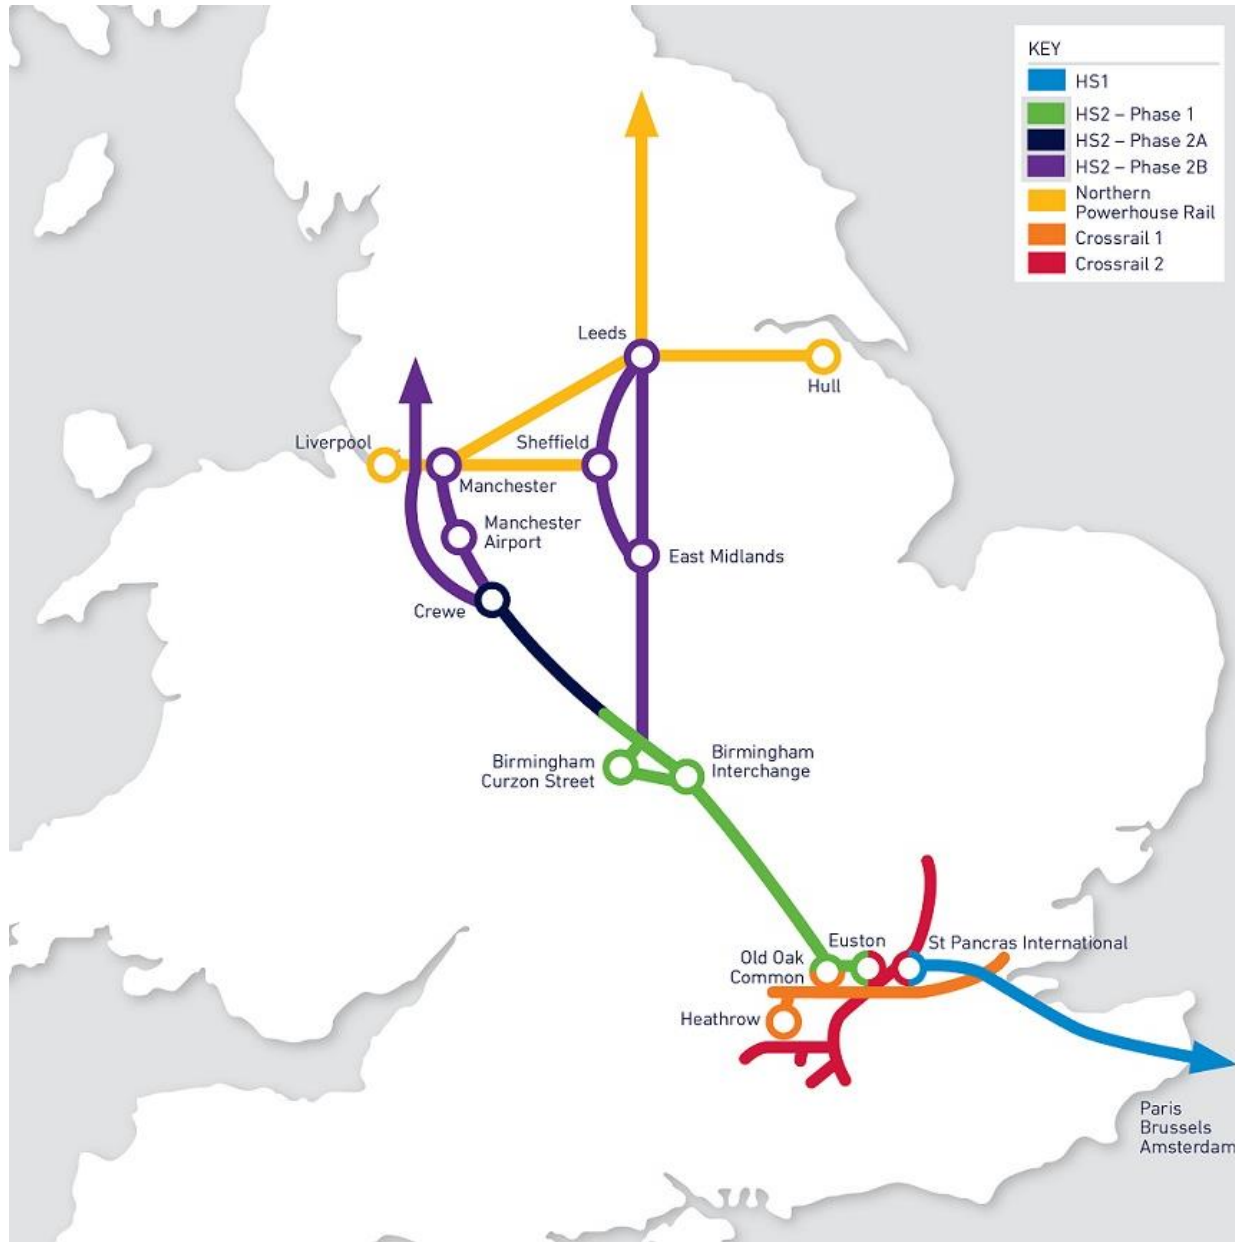 KEY
HS1
HS2 – Phase 1
HS2 – Phase 2A
HS2 – Phase 2B
Northern
Powerhouse Rail
Crossrail 1
Crossrail 2
Leeds
Hull
Liverpool
Sheffield
Manchester
Manchester
Airport
East Midlands
Crewe
Birmingham
Curzon Street
Birmingham
Interchange
Euston
St Pancras International
Old Oak
Common
Heathrow
Paris
Brussels
Amsterdam